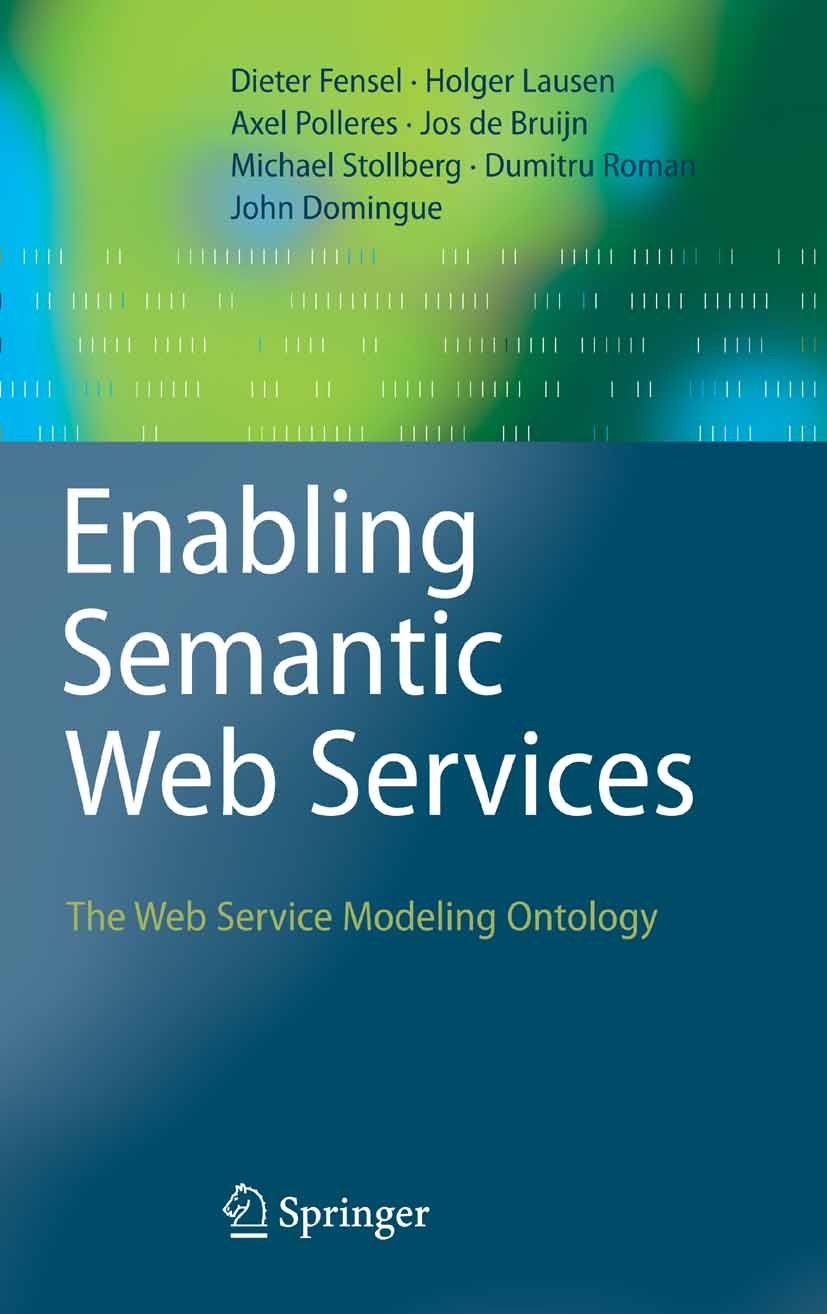 Dieter Fensel · Holger Lausen
Axel Polleres · Jos de Bruijn
Michael Stollberg · Dumitru Roman
John Domingue
Enabling
Semantic
Web Services
The Web Service Modeling Ontology
Springer